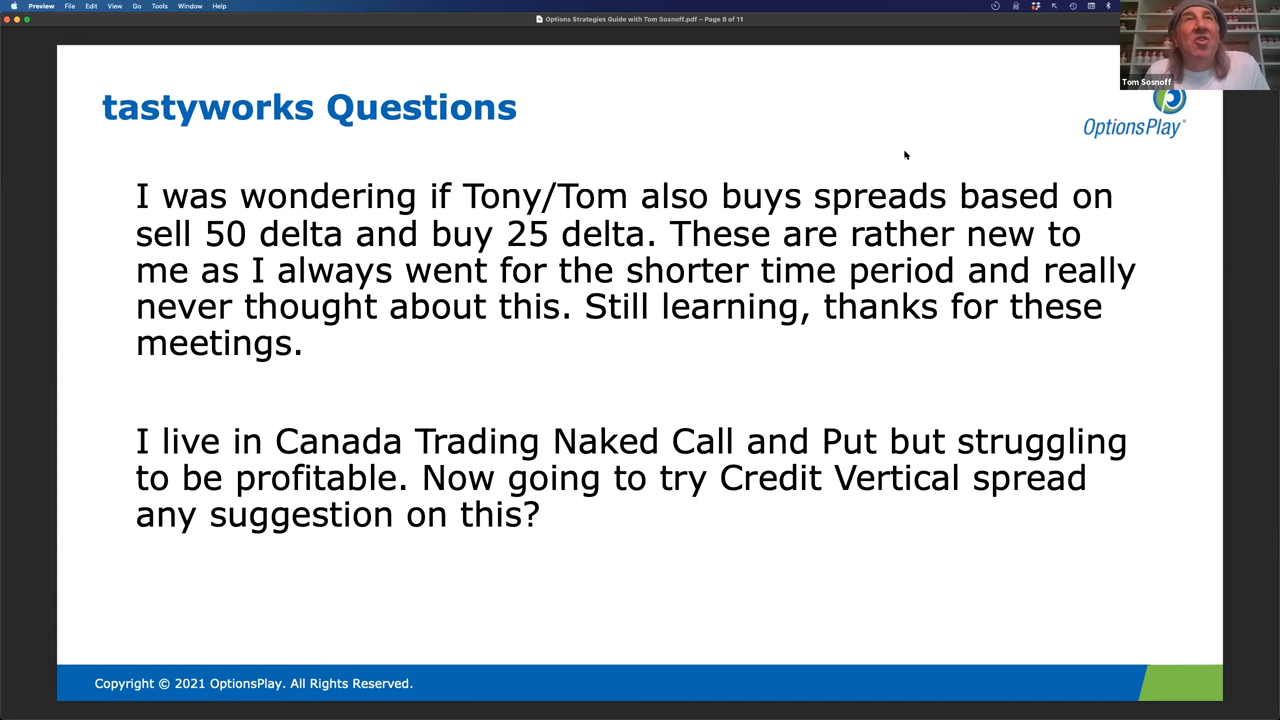 Preview File Edit View Go Tools Window Help
Options Strategies Guide with Tom Sosnoff.pdf – Page 8 of 11
Tom Sosnoff
tastyworks Questions
OptionsPlay
I was wondering if Tony/Tom also buys spreads based on
sell 50 delta and buy 25 delta. These are rather new to
me as I always went for the shorter time period and really
never thought about this. Still learning, thanks for these
meetings.
I live in Canada Trading Naked Call and Put but struggling
to be profitable. Now going to try Credit Vertical spread
any suggestion on this?
Copyright © 2021 OptionsPlay. All Rights Reserved.